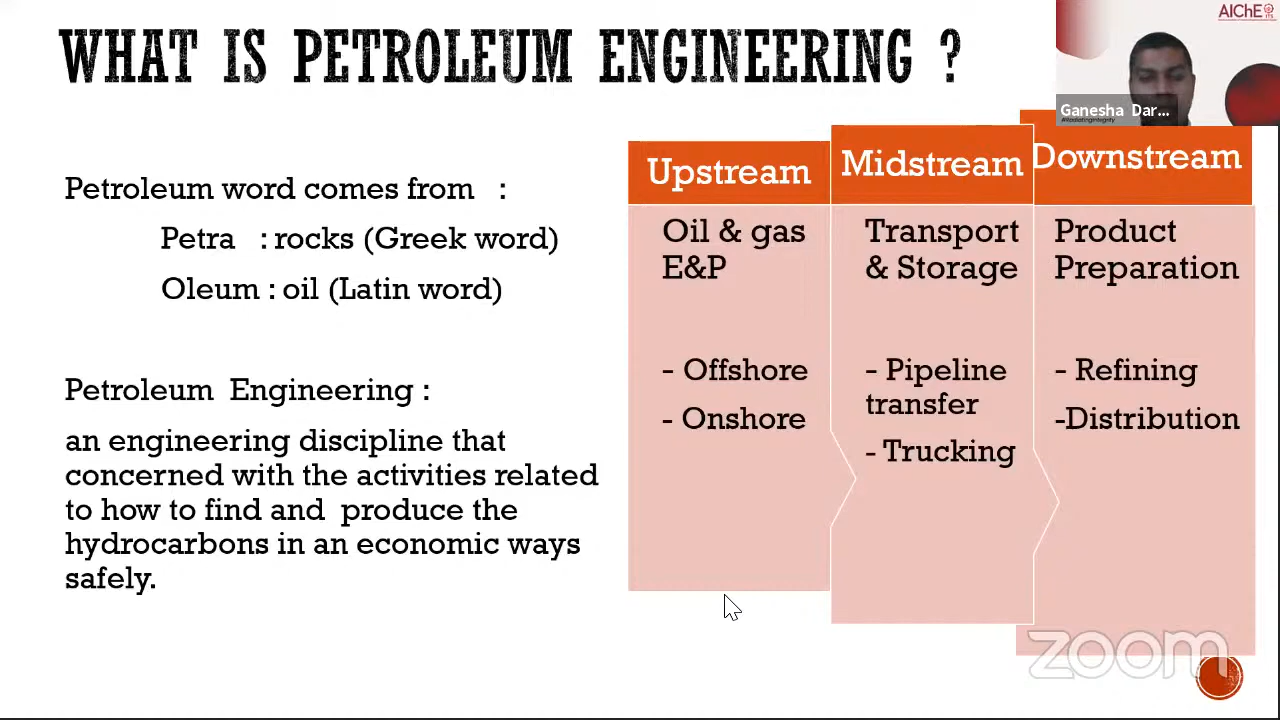 WHAT IS PETROLEUM ENGINEERING ?
AIChE
ITS
Ganesha Dar...
#RadiatingIntegrity
Petroleum word comes from :
Petra : rocks (Greek word)
Oleum : oil (Latin word)
Petroleum Engineering :
an engineering discipline that
concerned with the activities related
to how to find and produce the
hydrocarbons in an economic ways
safely.
Upstream
Oil & gas
E&P
- Offshore
- Onshore
Midstream
Transport
& Storage
- Pipeline
transfer
- Trucking
Downstream
Product
Preparation
- Refining
-Distribution
zoom